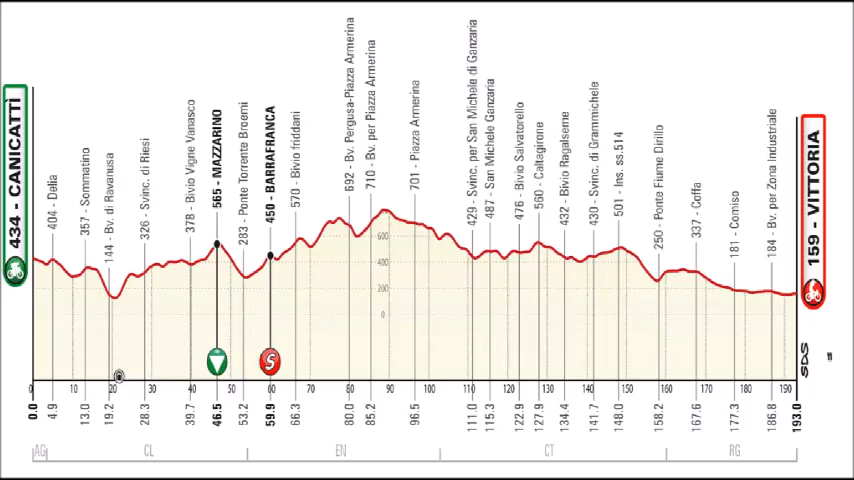 434 - CANICATTÌ
404 - Delia
357 - Sommatino
144 - Bv. di Ravanusa
326 - Svinc. di Riesi
378 - Bivio Vigne Vanasco
565 - MAZZARINO
283 - Ponte Torrente Broemi
450 - BARRAFRANCA
570 - Bivio friddani
692 - Bv. Pergusa-Piazza Armerina
710 - Bv. per Piazza Armerina
701 - Piazza Armerina
429 - Svinc. per San Michele di Ganzaria
487 - San Michele Ganzaria
476 - Bivio Salvatorello
560 - Caltagirone
432 - Bivio Ragalseme
430 - Svinc. di Grammichele
501 - Ins. ss.514
250 - Ponte Fiume Dirillo
337 - Coffa
181 - Comiso
184 - Bv. per Zona Industriale
159 - VITTORIA
600
400
200
0
S
SDS
0 10 20 30 40 50 60 70 80 90 100 110 120 130 140 150 160 170 180 190
0.0 4.9 13.0 19.2 28.3 39.7 46.5 53.2 59.9 66.3 80.0 85.2 96.5 111.0 115.3 122.9 127.9 134.4 141.7 148.0 158.2 167.6 177.3 186.8 193.0
AG CL EN CT RG